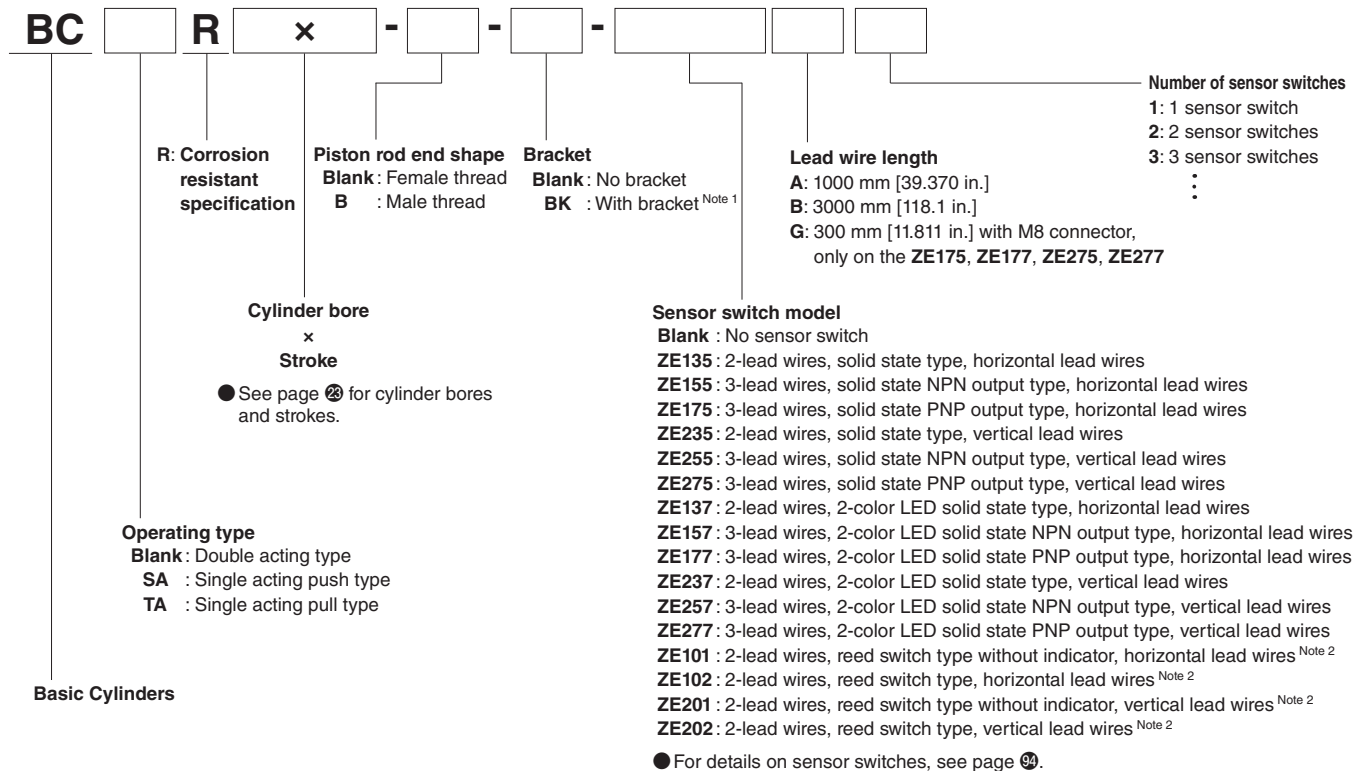 BC R × - - -
Number of sensor switches
1: 1 sensor switch
2: 2 sensor switches
3: 3 sensor switches
R: Corrosion
resistant
specification
Piston rod end shape
Blank : Female thread
B : Male thread
Bracket
Blank : No bracket
BK : With bracket Note 1
Lead wire length
A: 1000 mm [39.370 in.]
B: 3000 mm [118.1 in.]
G: 300 mm [11.811 in.] with M8 connector,
only on the ZE175, ZE177, ZE275, ZE277
Cylinder bore
×
Stroke
● See page 23 for cylinder bores
and strokes.
Sensor switch model
Blank : No sensor switch
ZE135 : 2-lead wires, solid state type, horizontal lead wires
ZE155 : 3-lead wires, solid state NPN output type, horizontal lead wires
ZE175 : 3-lead wires, solid state PNP output type, horizontal lead wires
ZE235 : 2-lead wires, solid state type, vertical lead wires
ZE255 : 3-lead wires, solid state NPN output type, vertical lead wires
ZE275 : 3-lead wires, solid state PNP output type, vertical lead wires
ZE137 : 2-lead wires, 2-color LED solid state type, horizontal lead wires
ZE157 : 3-lead wires, 2-color LED solid state NPN output type, horizontal lead wires
ZE177 : 3-lead wires, 2-color LED solid state PNP output type, horizontal lead wires
ZE237 : 2-lead wires, 2-color LED solid state type, vertical lead wires
ZE257 : 3-lead wires, 2-color LED solid state NPN output type, vertical lead wires
ZE277 : 3-lead wires, 2-color LED solid state PNP output type, vertical lead wires
ZE101 : 2-lead wires, reed switch type without indicator, horizontal lead wires Note 2
ZE102 : 2-lead wires, reed switch type, horizontal lead wires Note 2
ZE201 : 2-lead wires, reed switch type without indicator, vertical lead wires Note 2
ZE202 : 2-lead wires, reed switch type, vertical lead wires Note 2
● For details on sensor switches, see page 94.
Operating type
Blank : Double acting type
SA : Single acting push type
TA : Single acting pull type
Basic Cylinders